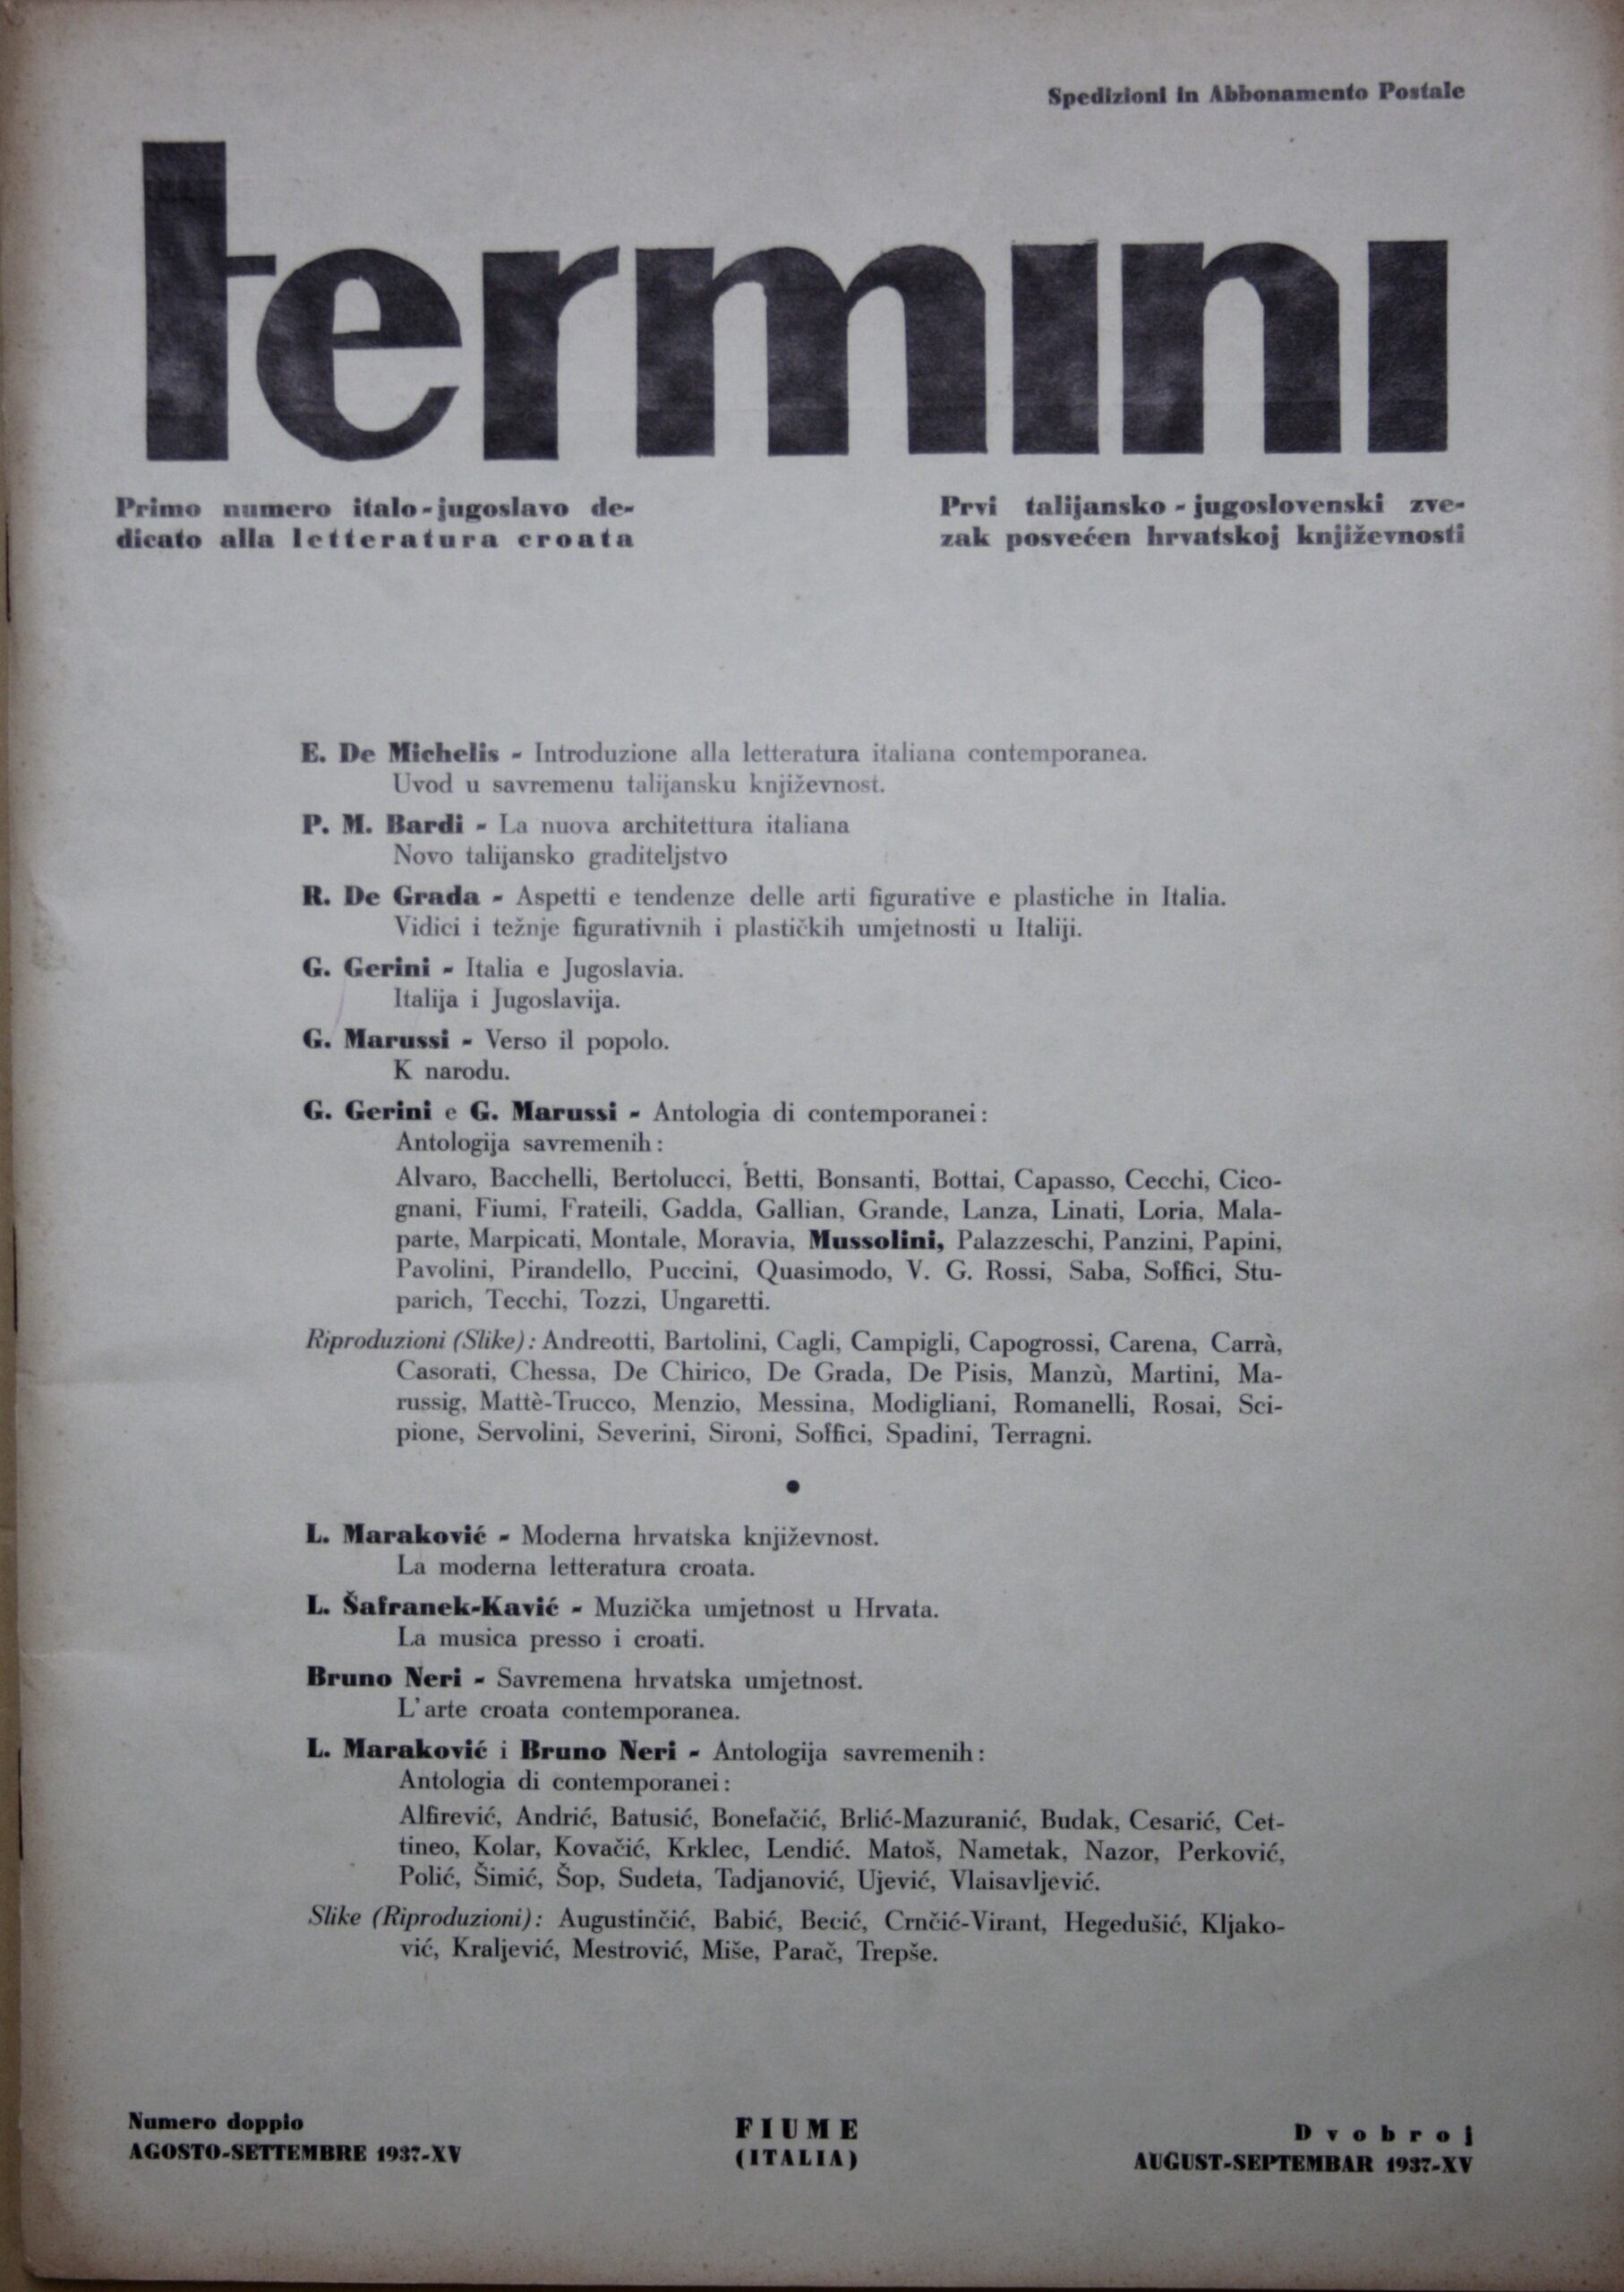 Spedizioni in Abbonamento Postale
termini
Primo numero italo-jugoslavo de-
dicato alla letteratura croata
Prvi talijansko-jugoslovenski zve-
zak posvećen hrvatskoj književnosti
E. De Michelis - Introduzione alla letteratura italiana contemporanea.
Uvod u savremenu talijansku književnost.
P. M. Bardi - La nuova architettura italiana
Novo talijansko graditeljstvo
R. De Grada - Aspetti e tendenze delle arti figurative e plastiche in Italia.
Vidici i težnje figurativnih i plastičkih umjetnosti u Italiji.
G. Gerini - Italia e Jugoslavia.
Italija i Jugoslavija.
G. Marussi - Verso il popolo.
K narodu.
G. Gerini e G. Marussi - Antologia di contemporanei:
Antologija savremenih:
Alvaro, Bacchelli, Bertolucci, Betti, Bonsanti, Bottai, Capasso, Cecchi, Cico-
gnani, Fiumi, Frateili, Gadda, Gallian, Grande, Lanza, Linati, Loria, Mala-
parte, Marpicati, Montale, Moravia, Mussolini, Palazzeschi, Panzini, Papini,
Pavolini, Pirandello, Puccini, Quasimodo, V. G. Rossi, Saba, Soffici, Stu-
parich, Tecchi, Tozzi, Ungaretti.
Riproduzioni (Slike): Andreotti, Bartolini, Cagli, Campigli, Capogrossi, Carena, Carrà,
Casorati, Chessa, De Chirico, De Grada, De Pisis, Manzù, Martini, Ma-
russig, Mattè-Trucco, Menzio, Messina, Modigliani, Romanelli, Rosai, Sci-
pione, Servolini, Severini, Sironi, Soffici, Spadini, Terragni.
L. Maraković - Moderna hrvatska književnost.
La moderna letteratura croata.
L. Šafranek-Kavić - Muzička umjetnost u Hrvata.
La musica presso i croati.
Bruno Neri - Savremena hrvatska umjetnost.
L'arte croata contemporanea.
L. Maraković i Bruno Neri - Antologija savremenih:
Antologia di contemporanei:
Alfirević, Andrić, Batusić, Bonefačić, Brlić-Mazuranić, Budak, Cesarić, Cet-
tineo, Kolar, Kovačić, Krklec, Lendić. Matoš, Nametak, Nazor, Perković,
Polić, Šimić, Šop, Sudeta, Tadjanović, Ujević, Vlaisavljević.
Slike (Riproduzioni): Augustinčić, Babić, Becić, Crnčić-Virant, Hegedušić, Kljako-
vić, Kraljević, Mestrović, Miše, Parač, Trepše.
Numero doppio
AGOSTO-SETTEMBRE 1937-XV
FIUME
(ITALIA)
Dvobroj
AUGUST-SEPTEMBAR 1937-XV